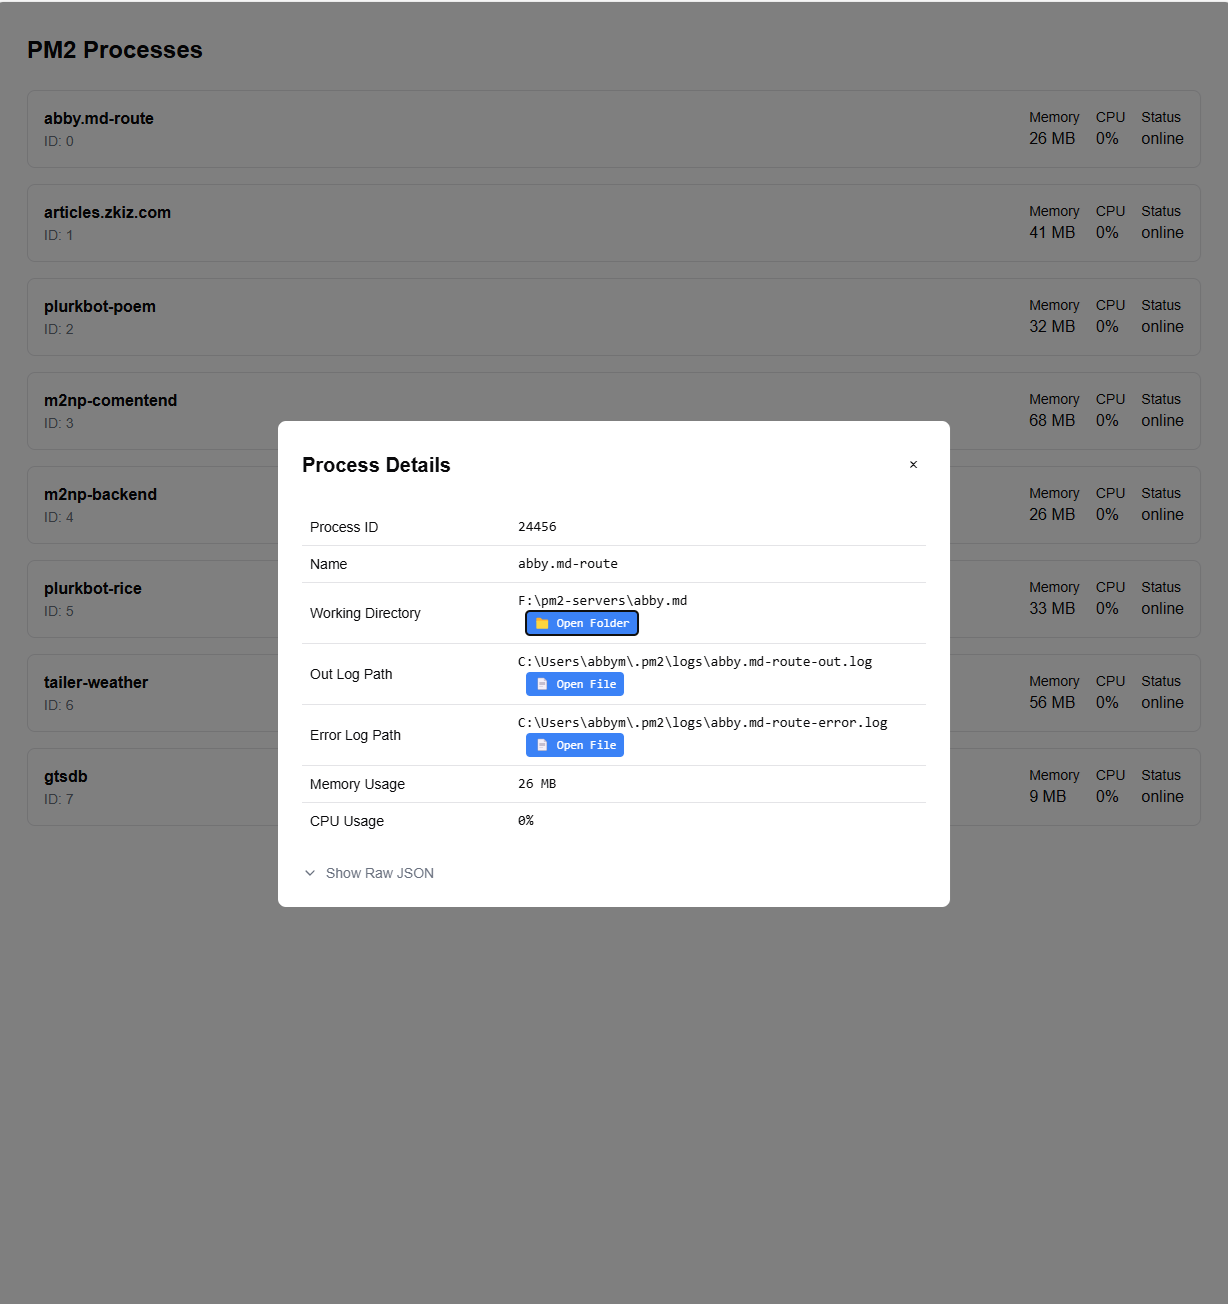 PM2 Processes
abby.md-route
ID: 0
Memory CPU Status
26 MB 0% online
articles.zkiz.com
ID: 1
Memory CPU Status
41 MB 0% online
plurkbot-poem
ID: 2
Memory CPU Status
32 MB 0% online
m2np-comentend
ID: 3
Memory CPU Status
68 MB 0% online
m2np-backend
ID: 4
Memory CPU Status
26 MB 0% online
plurkbot-rice
ID: 5
Memory CPU Status
33 MB 0% online
tailer-weather
ID: 6
Memory CPU Status
56 MB 0% online
gtsdb
ID: 7
Memory CPU Status
9 MB 0% online
Process Details
×
Process ID 24456
Name abby.md-route
Working Directory F:\pm2-servers\abby.md
Open Folder
Out Log Path C:\Users\abbym\.pm2\logs\abby.md-route-out.log
Open File
Error Log Path C:\Users\abbym\.pm2\logs\abby.md-route-error.log
Open File
Memory Usage 26 MB
CPU Usage 0%
Show Raw JSON